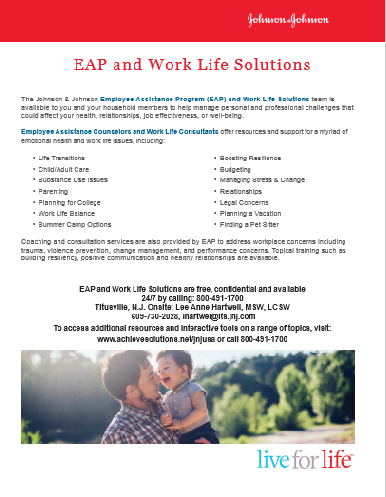 Johnson & Johnson
EAP and Work Life Solutions
The Johnson & Johnson Employee Assistance Program (EAP) and Work Life Solutions team is
available to you and your household members to help manage personal and professional challenges that
could affect your health, relationships, job effectiveness, or well-being.
Employee Assistance Counselors and Work Life Consultants offer resources and support for a myriad of
emotional health and work life issues, including:
• Life Transitions
• Child/Adult Care
• Substance Use Issues
• Parenting
• Planning for College
• Work Life Balance
• Summer Camp Options
• Boosting Resilience
• Budgeting
• Managing Stress & Change
• Relationships
• Legal Concerns
• Planning a Vacation
• Finding a Pet Sitter
Coaching and consultation services are also provided by EAP to address workplace concerns including
trauma, violence prevention, change management, and performance concerns. Topical training such as
building resiliency, positive communication and healthy relationships are available.
EAP and Work Life Solutions are free, confidential and available
24/7 by calling: 800-491-1700
Titusville, N.J. Onsite: Lee Anne Hartwell, MSW, LCSW
609-730-2028, lhartwel@its.jnj.com
To access additional resources and interactive tools on a range of topics, visit:
www.achievesolutions.net/jnjusa or call 800-491-1700
live for life™